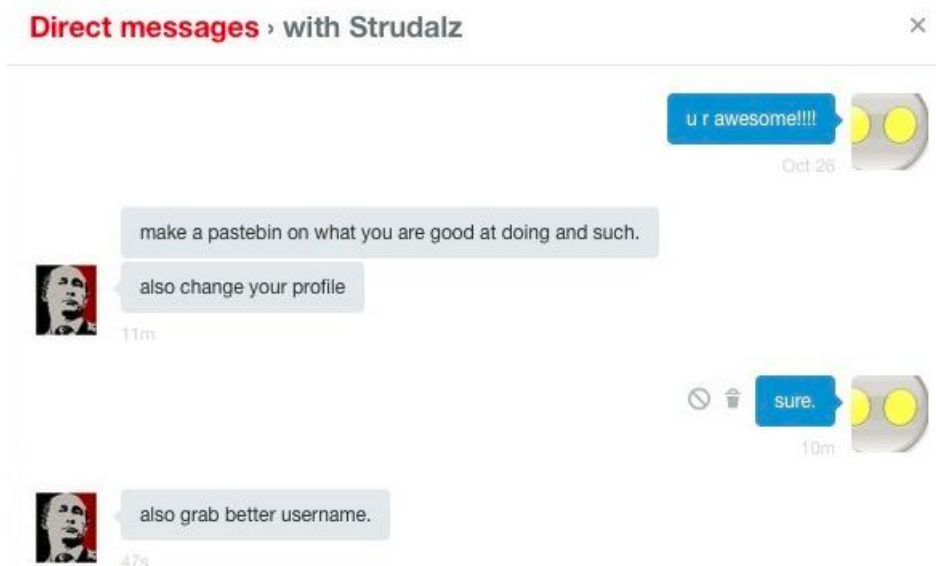 Direct messages › with Strudalz ×
u r awesome!!!!
Oct 26
make a pastebin on what you are good at doing and such.
also change your profile
11m
sure.
10m
also grab better username.
47s